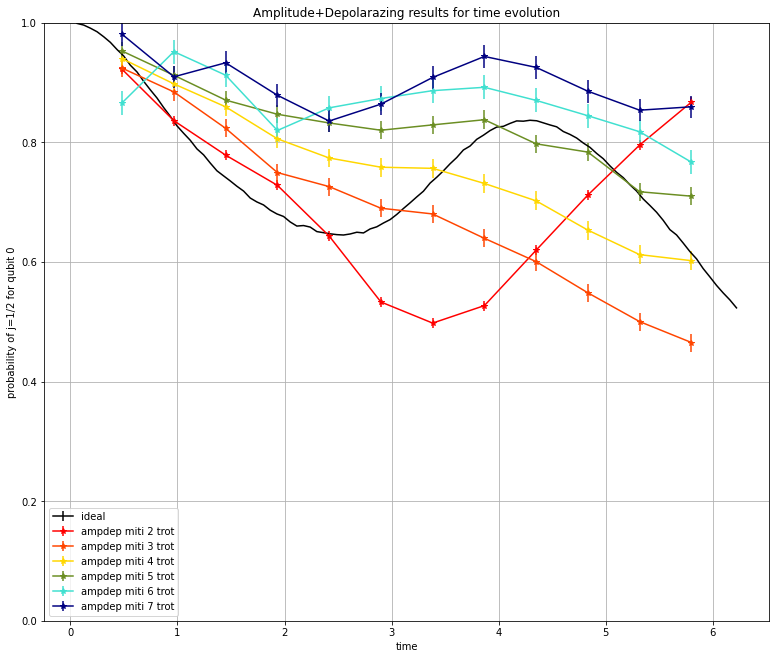 Amplitude+Depolarazing results for time evolution
1.0
0.8
0.6
0.4
0.2
0.0
probability of j=1/2 for qubit 0
ideal
ampdep miti 2 trot
ampdep miti 3 trot
ampdep miti 4 trot
ampdep miti 5 trot
ampdep miti 6 trot
ampdep miti 7 trot
0 1 2 3 4 5 6
time